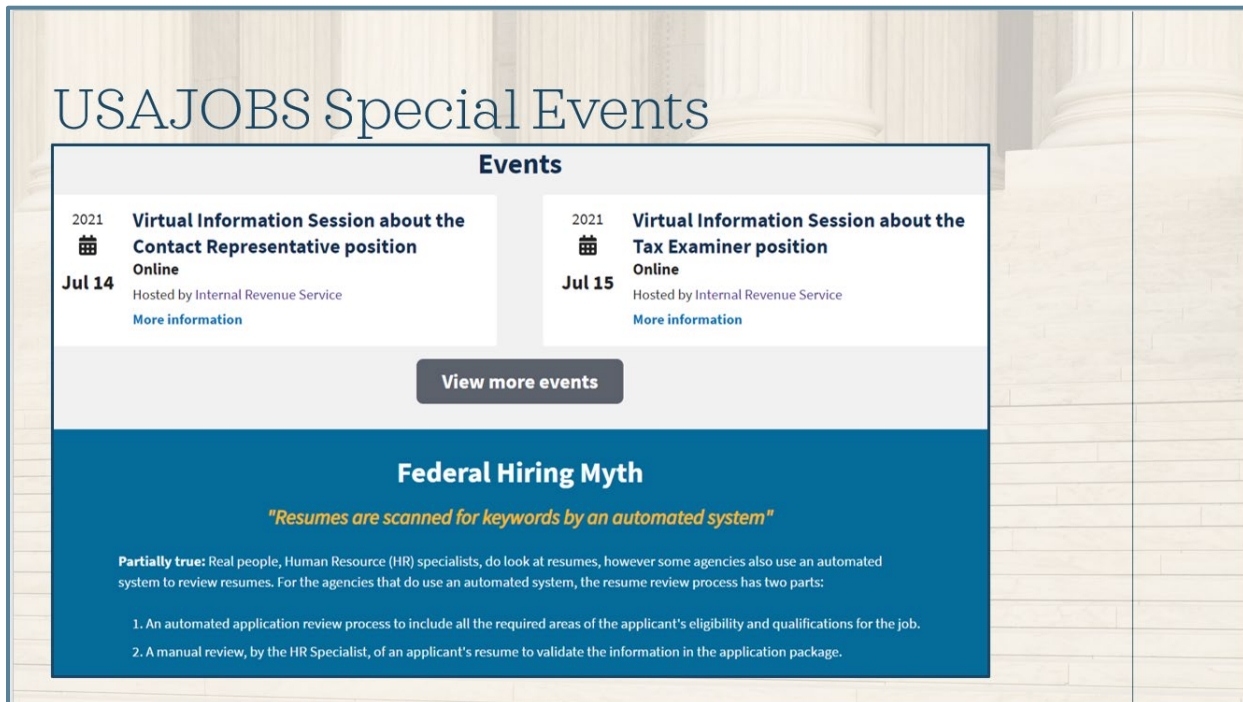 USAJOBS Special Events
Events
2021
Jul 14
Virtual Information Session about the
Contact Representative position
Online
Hosted by Internal Revenue Service
More information
2021
Jul 15
Virtual Information Session about the
Tax Examiner position
Online
Hosted by Internal Revenue Service
More information
View more events
Federal Hiring Myth
"Resumes are scanned for keywords by an automated system"
Partially true: Real people, Human Resource (HR) specialists, do look at resumes, however some agencies also use an automated
system to review resumes. For the agencies that do use an automated system, the resume review process has two parts:
1. An automated application review process to include all the required areas of the applicant's eligibility and qualifications for the job.
2. A manual review, by the HR Specialist, of an applicant's resume to validate the information in the application package.